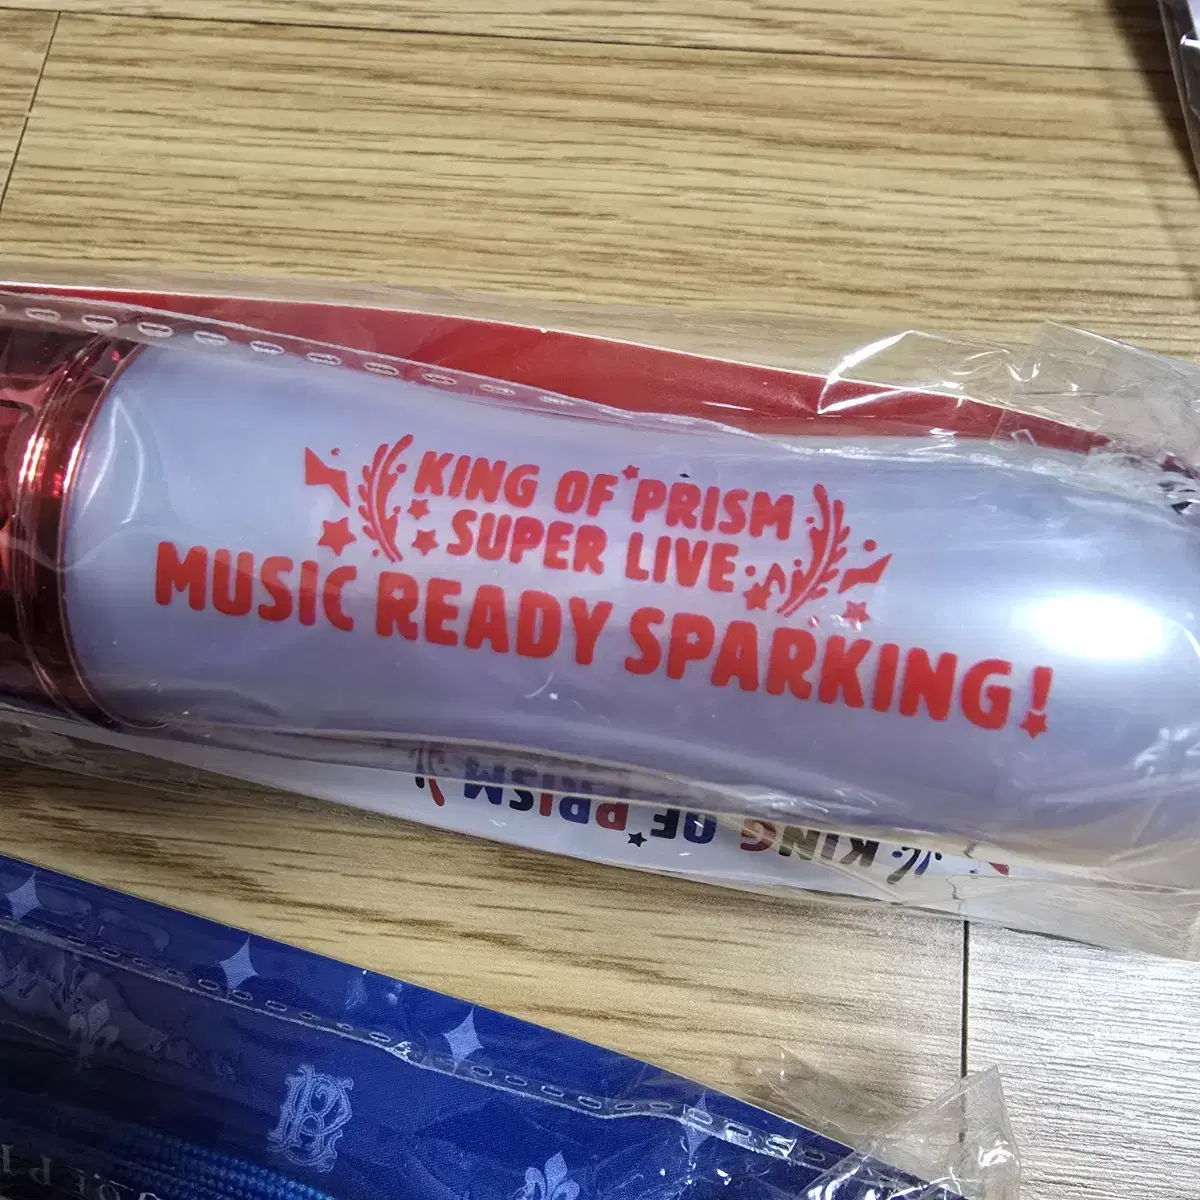 KING OF PRISM
SUPER LIVE
MUSIC READY SPARKING!
KING OF PRISM